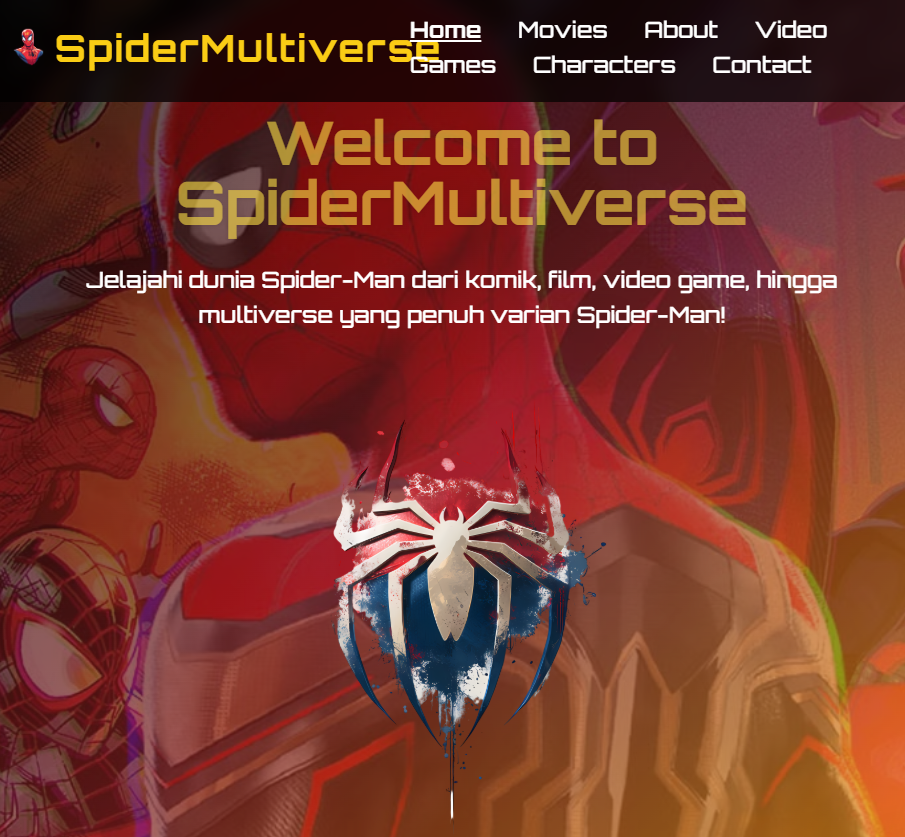 SpiderMultiverse
Home Movies About Video
Games Characters Contact
Welcome to
SpiderMultiverse
Jelajahi dunia Spider-Man dari komik, film, video game, hingga
multiverse yang penuh varian Spider-Man!